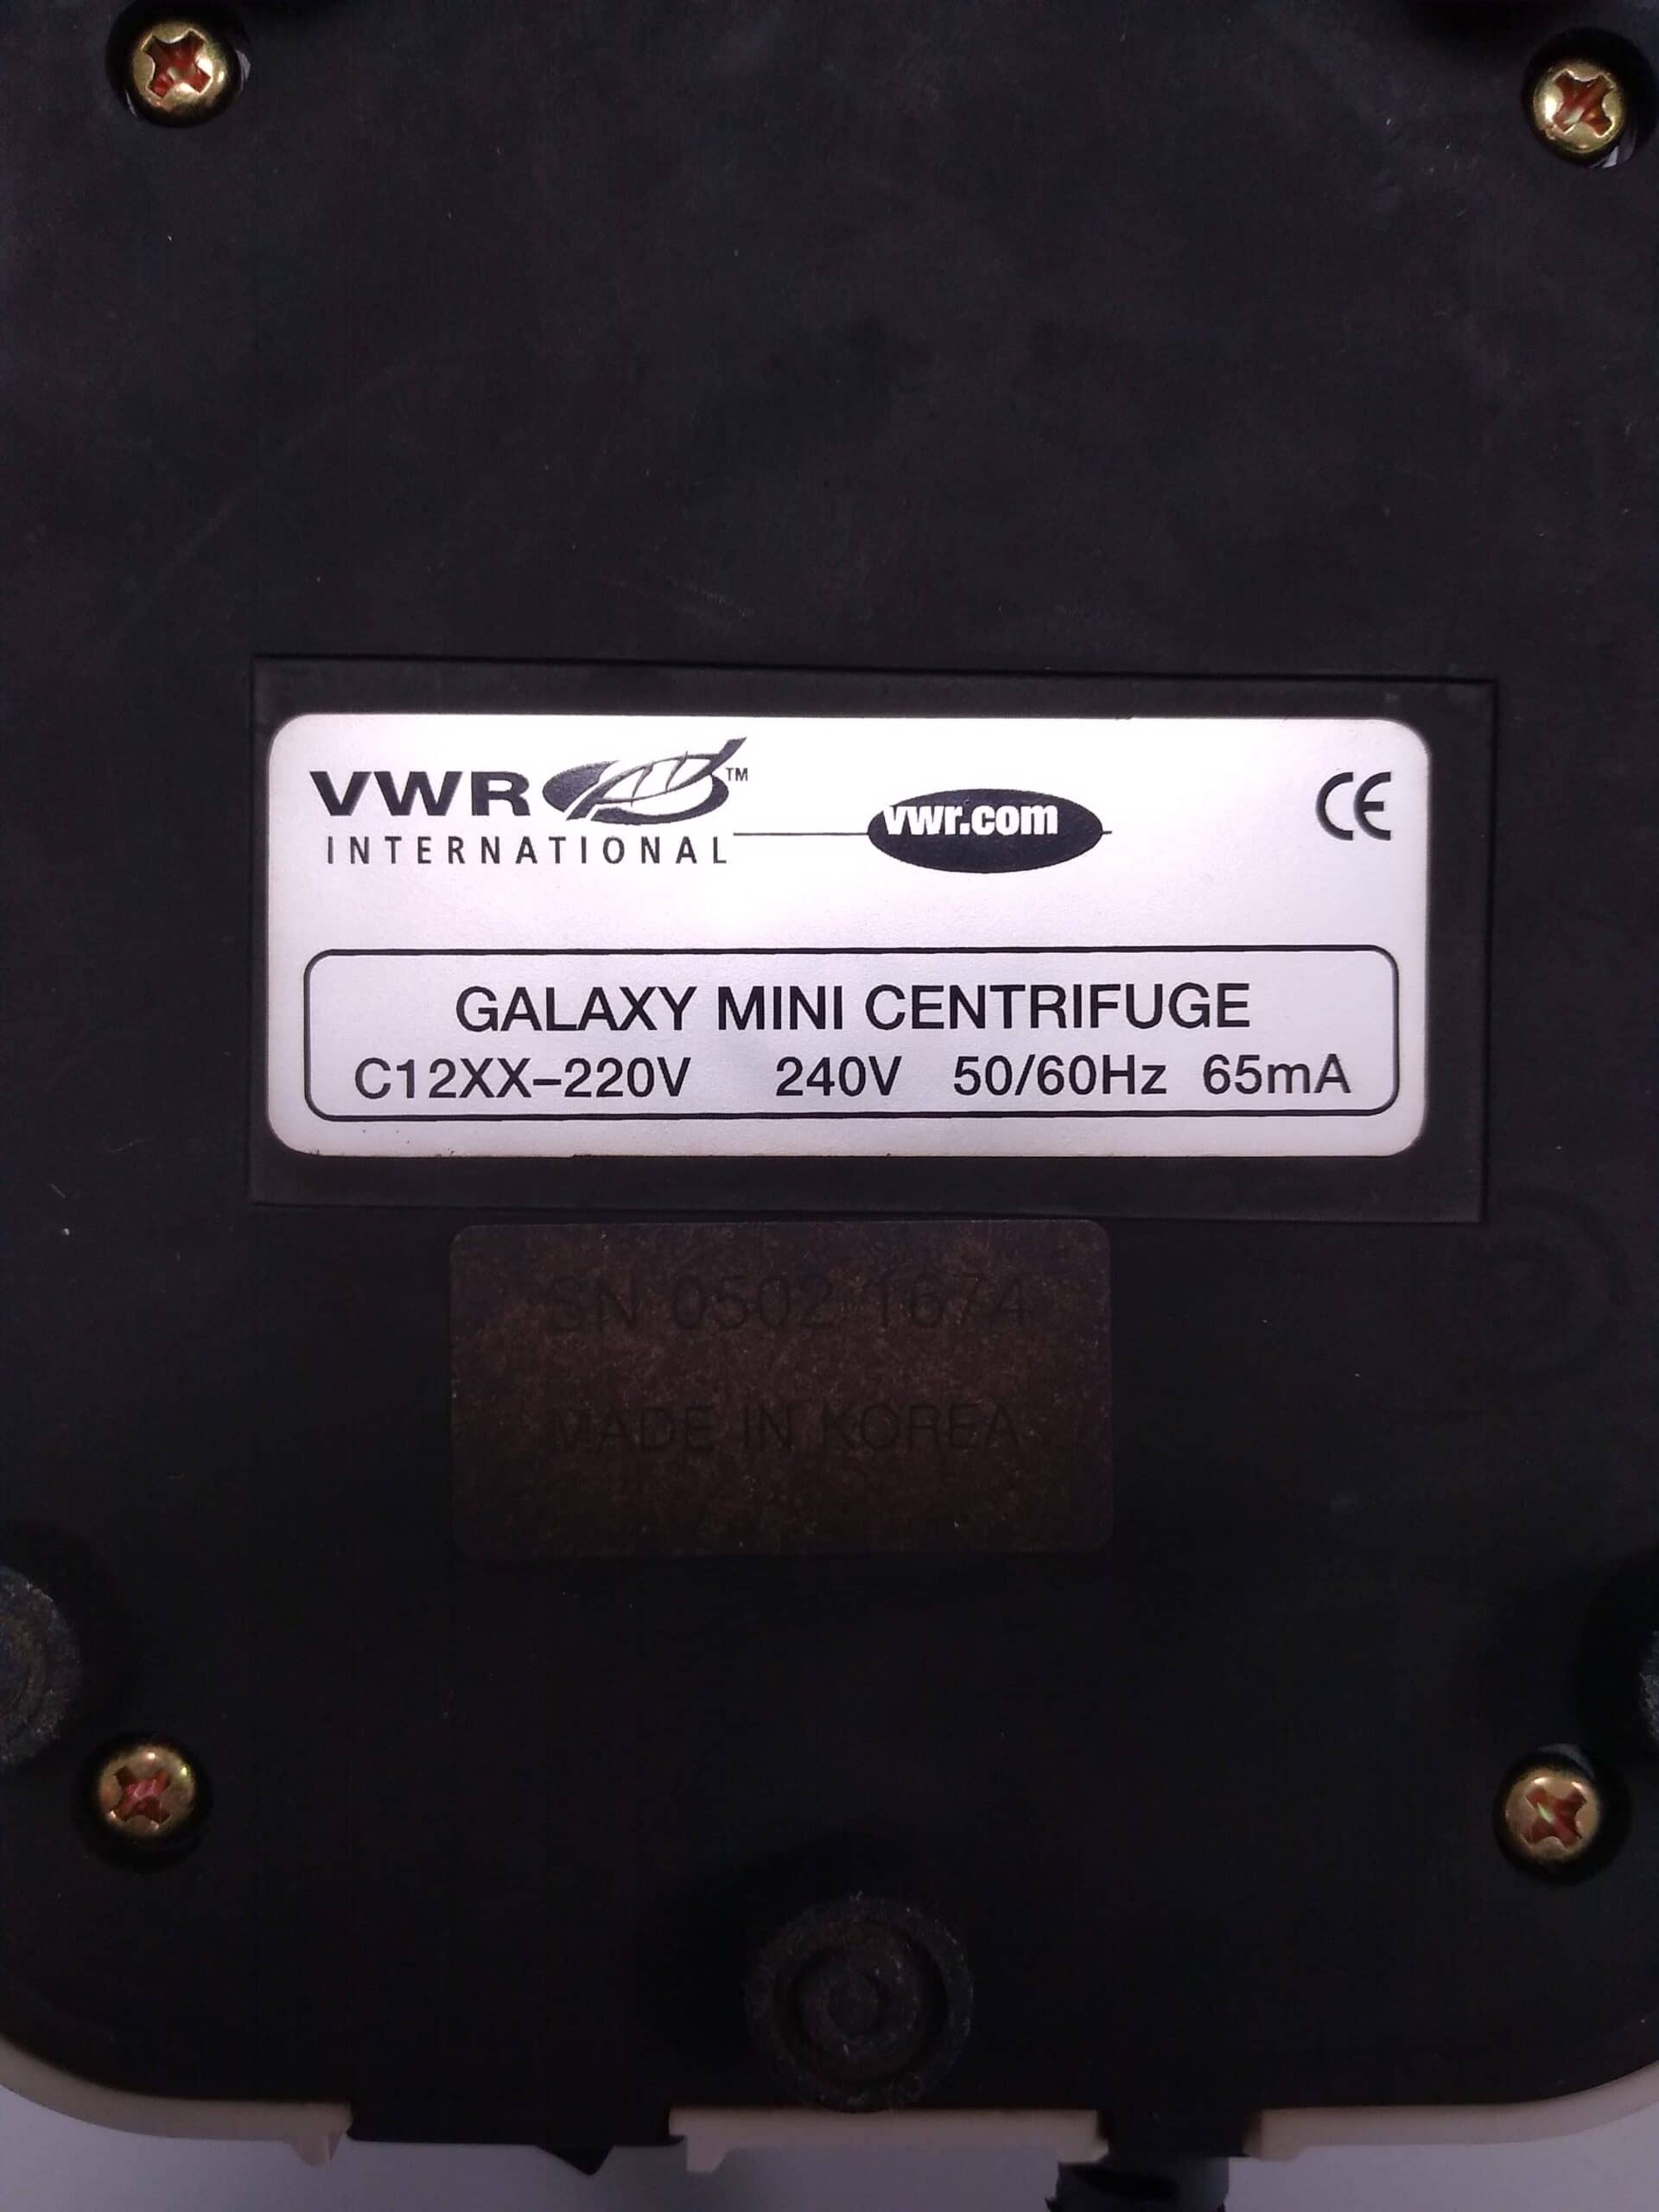 VWR™
INTERNATIONAL
vwr.com
CE
GALAXY MINI CENTRIFUGE
C12XX–220V 240V 50/60Hz 65mA
SN 0502 1674
MADE IN KOREA